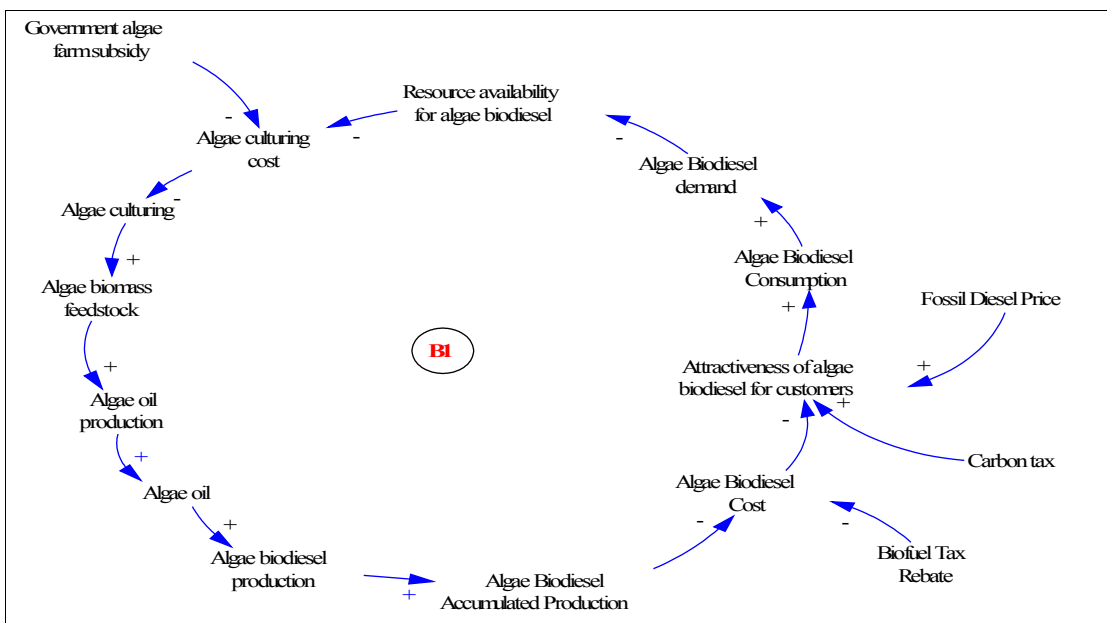 Government algae
farm subsidy
Resource availability
for algae biodiesel
-
-
-
Algae culturing
cost
Algae Biodiesel
demand
-
Algae culturing
+
Algae Biodiesel
Consumption
+
Algae biomass
feedstock
+
Fossil Diesel Price
B1
+
Attractiveness of algae
biodiesel for customers
+
Algae oil
production
+
-
+
Carbon tax
Algae Biodiesel
Cost
Algae oil
+
-
-
Algae biodiesel
production
Biofuel Tax
Rebate
+
Algae Biodiesel
Accumulated Production